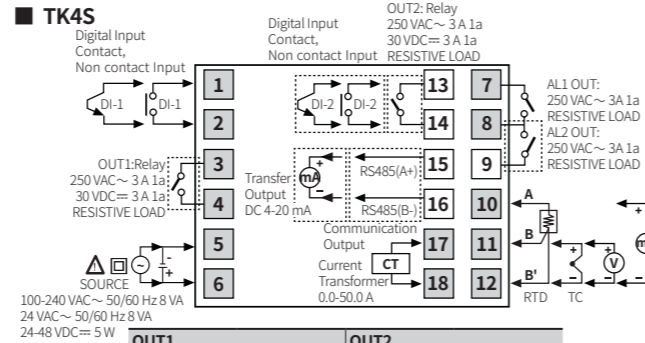 ■ TK4S
Digital Input
Contact,
Non contact Input
DI-1
DI-1
Digital Input
Contact,
Non contact Input
OUT2: Relay
250 VAC∼ 3 A 1a
30 VDC⎓ 3 A 1a
RESISTIVE LOAD
DI-2
DI-2
1
2
3
4
5
6
13
14
15
16
17
18
7
8
9
10
11
12
AL1 OUT:
250 VAC∼ 3A 1a
RESISTIVE LOAD
AL2 OUT:
250 VAC∼ 3A 1a
RESISTIVE LOAD
OUT1:Relay
250 VAC∼ 3 A 1a
30 VDC⎓ 3 A 1a
RESISTIVE LOAD
Transfer
Output
DC 4-20 mA
+
mA
-
RS485(A+)
RS485(B-)
Communication
Output
Current
Transformer
0.0-50.0 A
CT
A
B
B'
RTD
+
-
TC
+
V
-
+
SOURCE
-
+
100-240 VAC∼ 50/60 Hz 8 VA
24 VAC∼ 50/60 Hz 8 VA
24-48 VDC⎓ 5 W
OUT1
OUT2